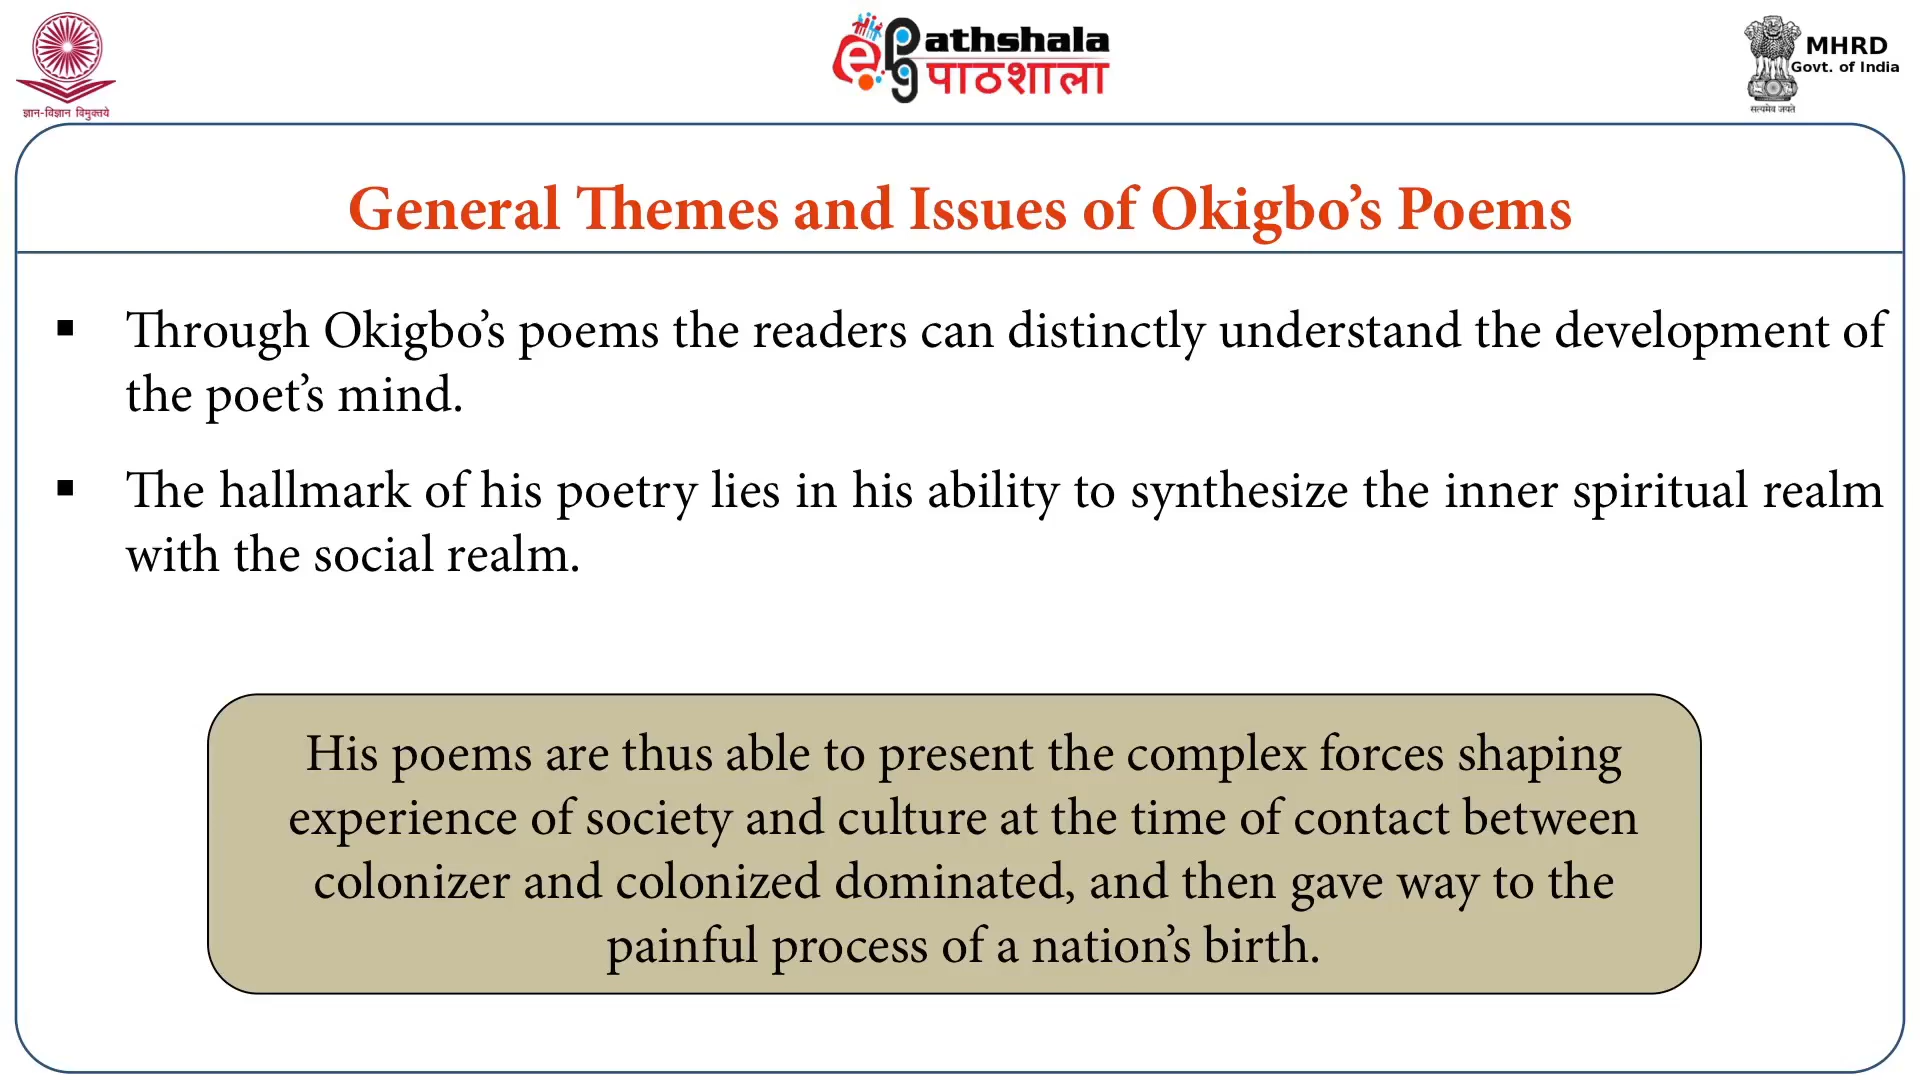 ज्ञान-विज्ञान विमुक्तये
e PG Pathshala
पाठशाला
MHRD
Govt. of India
सत्यमेव जयते
General Themes and Issues of Okigbo’s Poems
▪ Through Okigbo’s poems the readers can distinctly understand the development of
the poet’s mind.
▪ The hallmark of his poetry lies in his ability to synthesize the inner spiritual realm
with the social realm.
His poems are thus able to present the complex forces shaping
experience of society and culture at the time of contact between
colonizer and colonized dominated, and then gave way to the
painful process of a nation’s birth.